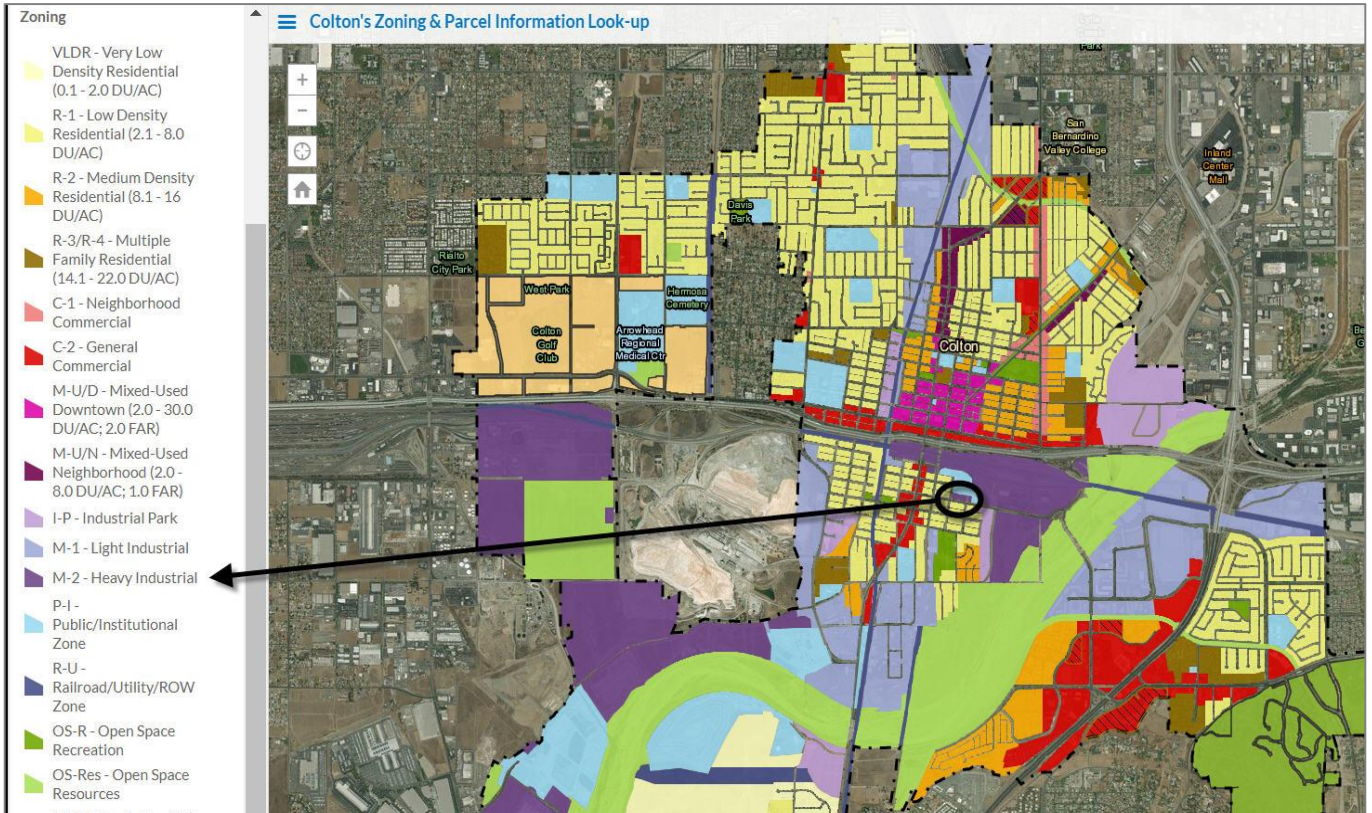 Zoning
VLDR - Very Low
Density Residential
(0.1 - 2.0 DU/AC)
R-1 - Low Density
Residential (2.1 - 8.0
DU/AC)
R-2 - Medium Density
Residential (8.1 - 16
DU/AC)
R-3/R-4 - Multiple
Family Residential
(14.1 - 22.0 DU/AC)
C-1 - Neighborhood
Commercial
C-2 - General
Commercial
M-U/D - Mixed-Used
Downtown (2.0 - 30.0
DU/AC; 2.0 FAR)
M-U/N - Mixed-Used
Neighborhood (2.0 -
8.0 DU/AC; 1.0 FAR)
I-P - Industrial Park
M-1 - Light Industrial
M-2 - Heavy Industrial
P-I -
Public/Institutional
Zone
R-U -
Railroad/Utility/ROW
Zone
OS-R - Open Space
Recreation
OS-Res - Open Space
Resources
Colton's Zoning & Parcel Information Look-up
+
−
Park
San
Bernardino
Valley College
Inland
Center
Mall
Davis
Park
Rialto
City Park
West Park
Hermosa
Cemetery
Colton
Golf
Club
Arrowhead
Regional
Medical Ctr
Colton